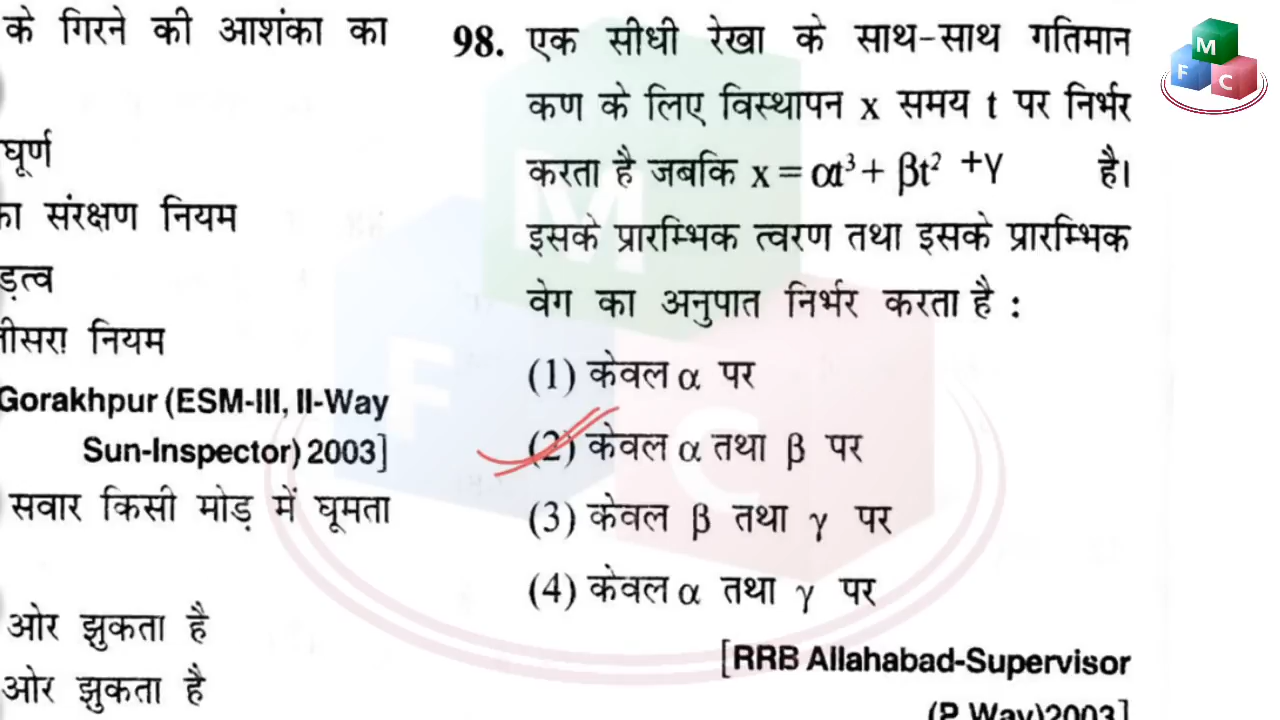 के गिरने की आशंका का
घूर्ण
का संरक्षण नियम
ड़त्व
तीसरा नियम
Gorakhpur (ESM-III, II-Way
Sun-Inspector) 2003]
सवार किसी मोड़ में घूमता
ओर झुकता है
ओर झुकता है
98. एक सीधी रेखा के साथ-साथ गतिमान
कण के लिए विस्थापन x समय t पर निर्भर
करता है जबकि x = αt³ + βt² +γ है।
इसके प्रारम्भिक त्वरण तथा इसके प्रारम्भिक
वेग का अनुपात निर्भर करता है :
(1) केवल α पर
(2) केवल α तथा β पर
(3) केवल β तथा γ पर
(4) केवल α तथा γ पर
[RRB Allahabad-Supervisor
(P. Way)2003]
M
F
C
M
F
C